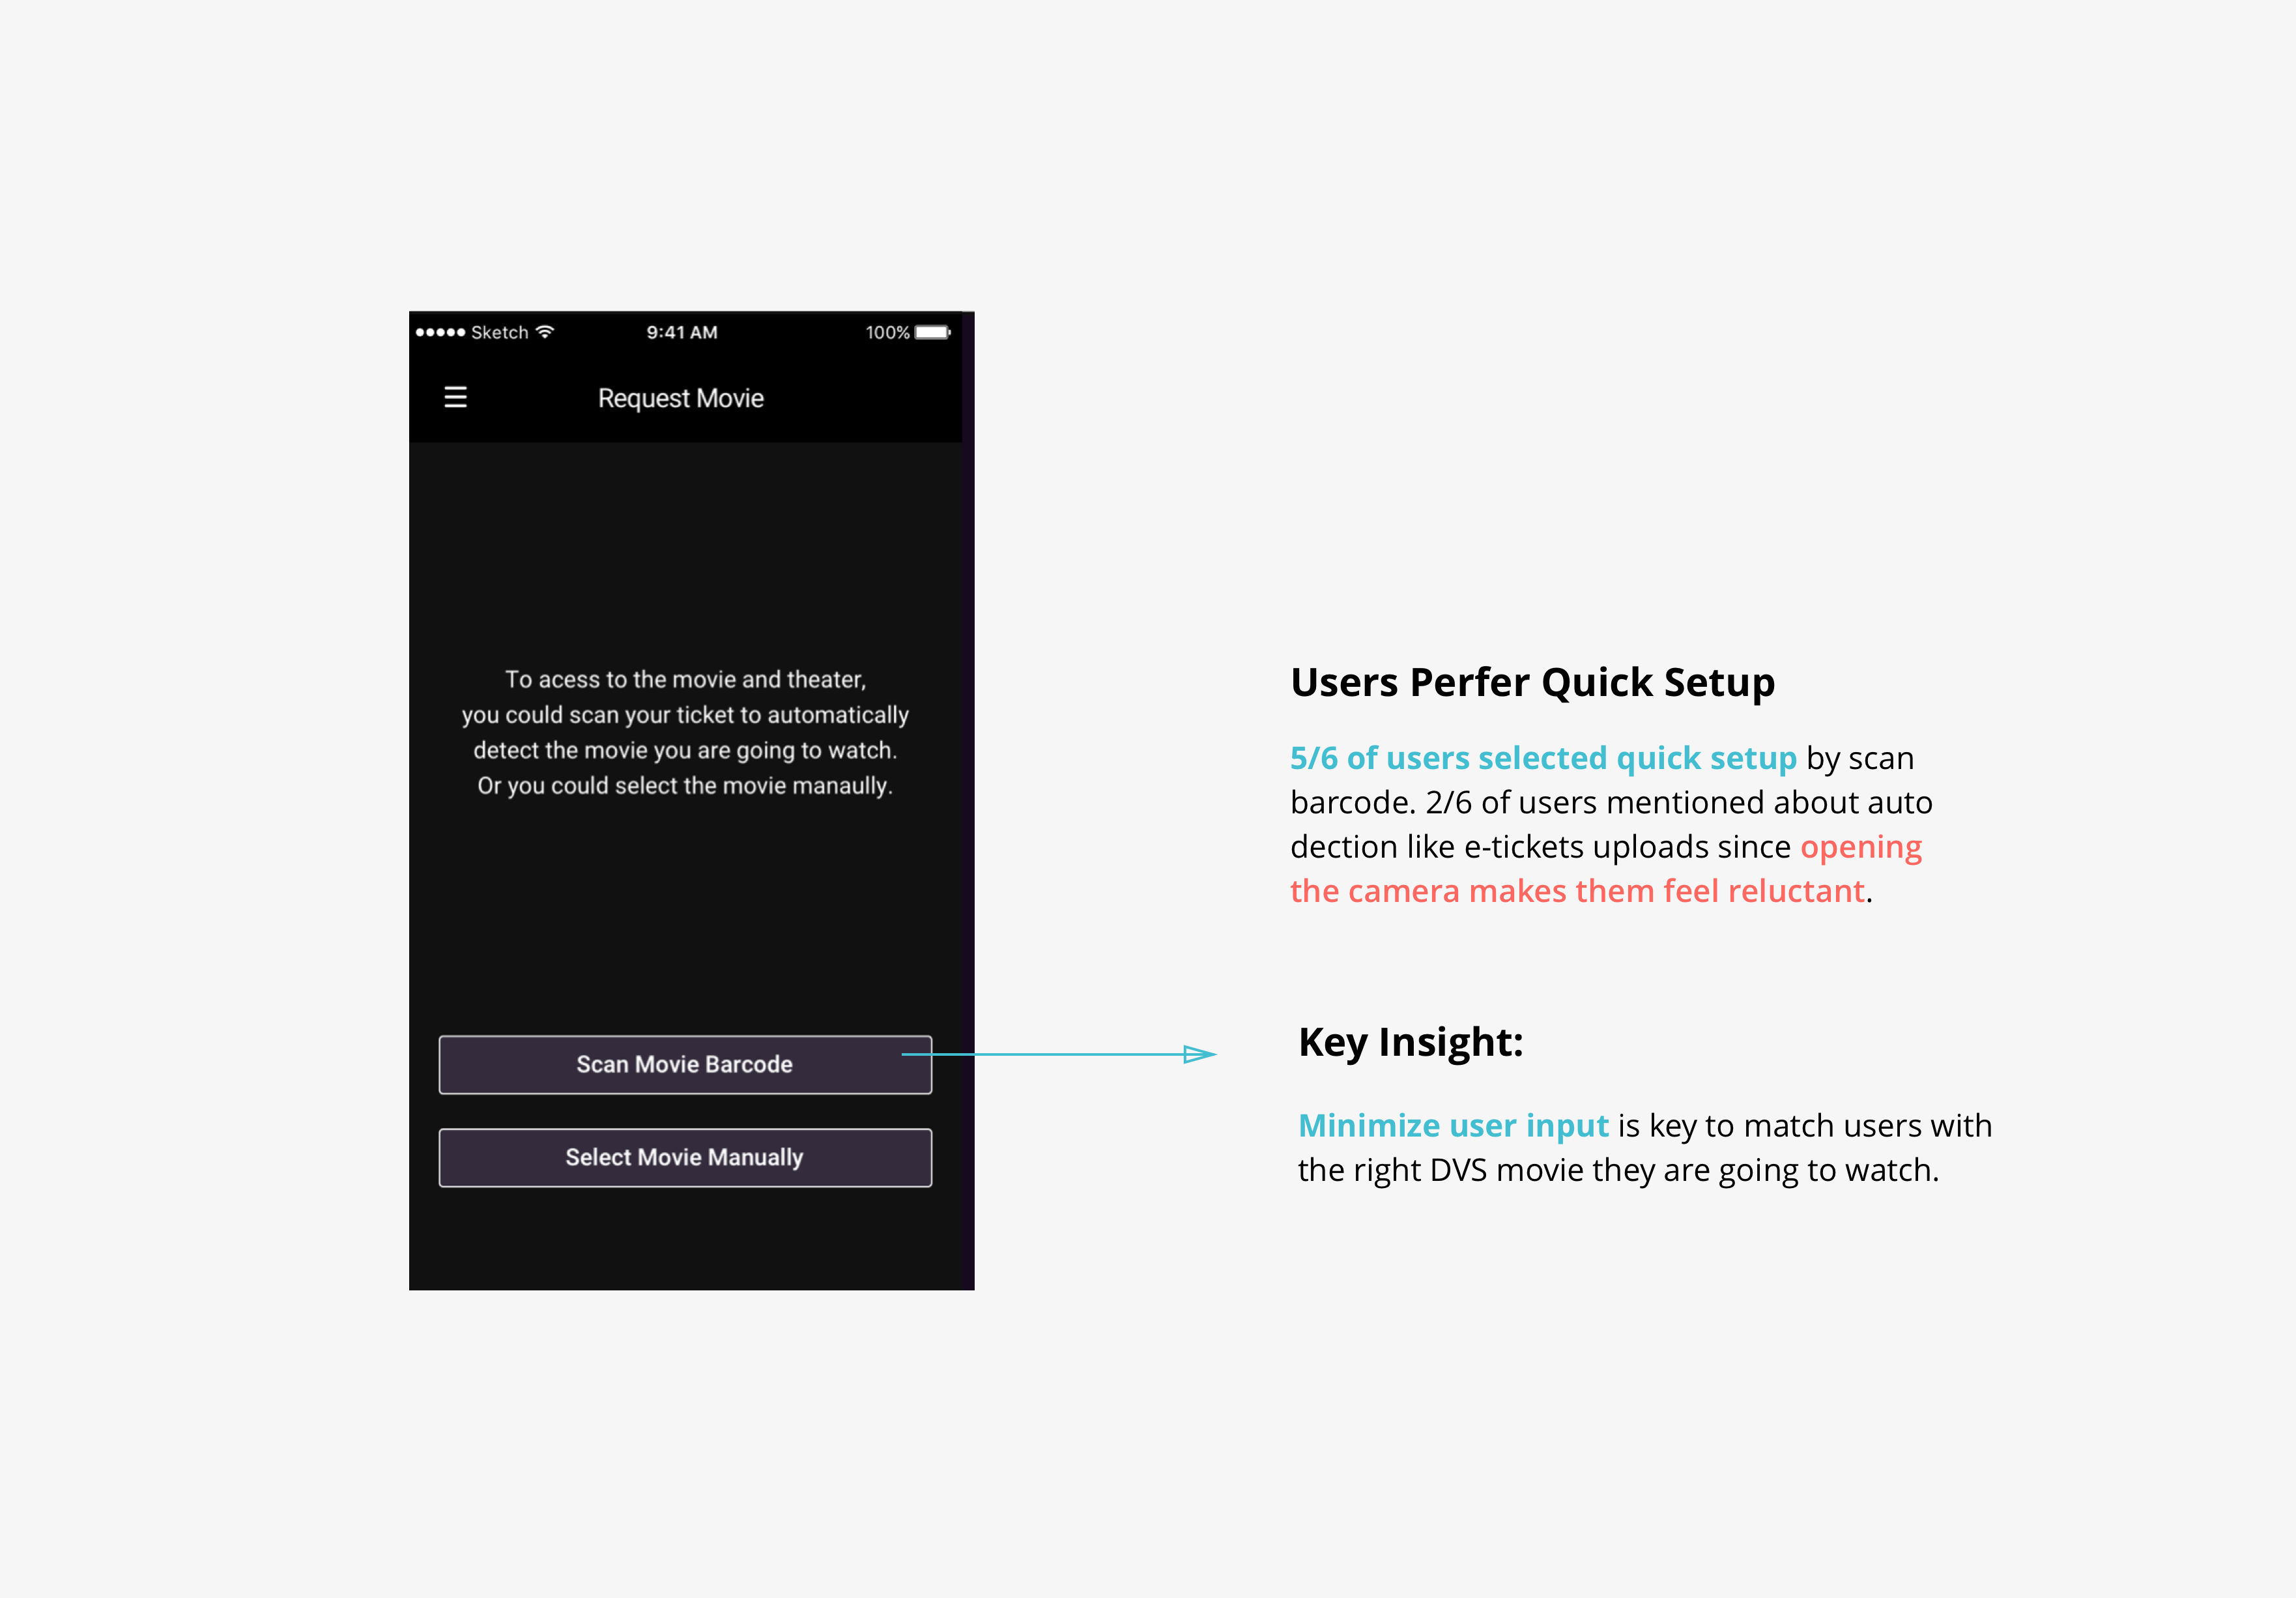 Sketch 9:41 AM 100%
Request Movie
To acess to the movie and theater,
you could scan your ticket to automatically
detect the movie you are going to watch.
Or you could select the movie manaully.
Scan Movie Barcode
Select Movie Manually
Users Perfer Quick Setup
5/6 of users selected quick setup by scan
barcode. 2/6 of users mentioned about auto
dection like e-tickets uploads since opening
the camera makes them feel reluctant.
Key Insight:
Minimize user input is key to match users with
the right DVS movie they are going to watch.